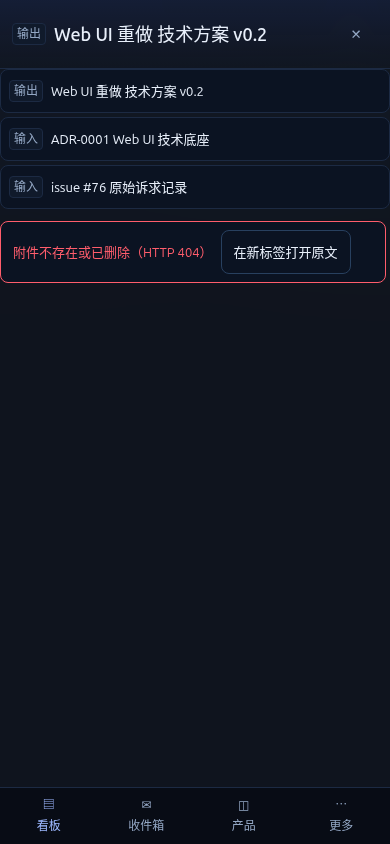 输出 Web UI 重做 技术方案 v0.2 ×
输出 Web UI 重做 技术方案 v0.2
输入 ADR-0001 Web UI 技术底座
输入 issue #76 原始诉求记录
附件不存在或已删除（HTTP 404） 在新标签打开原文
看板 收件箱 产品 更多